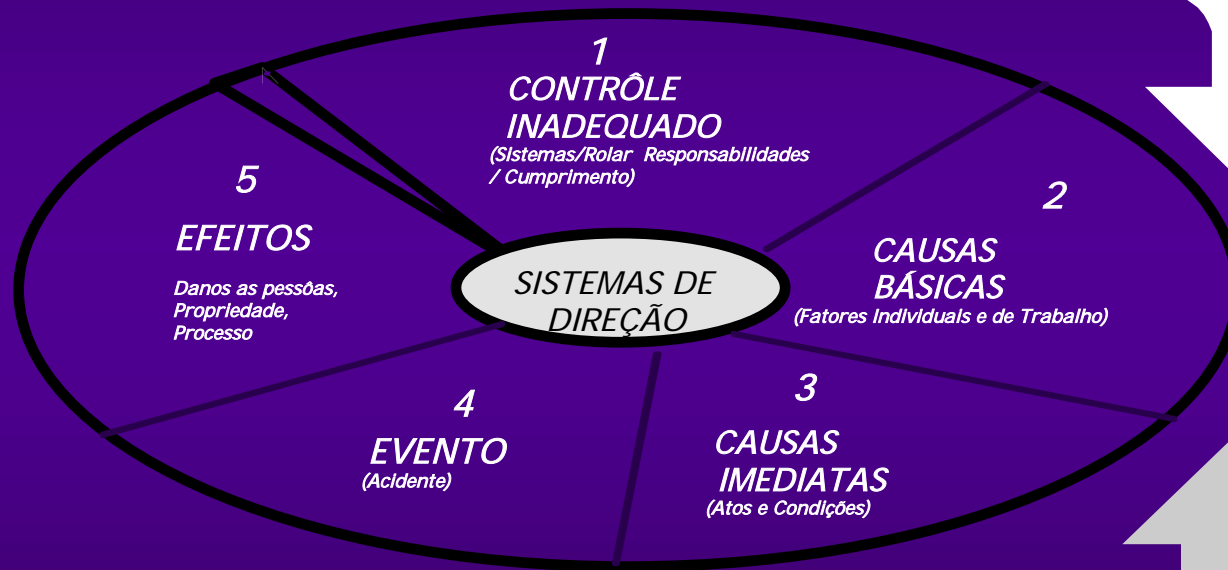 1
CONTRÔLE
INADEQUADO
(Sistemas/Rolar Responsabilidades
/ Cumprimento)
2
CAUSAS
BÁSICAS
(Fatores Individuais e de Trabalho)
3
CAUSAS
IMEDIATAS
(Atos e Condições)
4
EVENTO
(Acidente)
5
EFEITOS
Danos as pessôas,
Propriedade,
Processo
SISTEMAS DE
DIREÇÃO